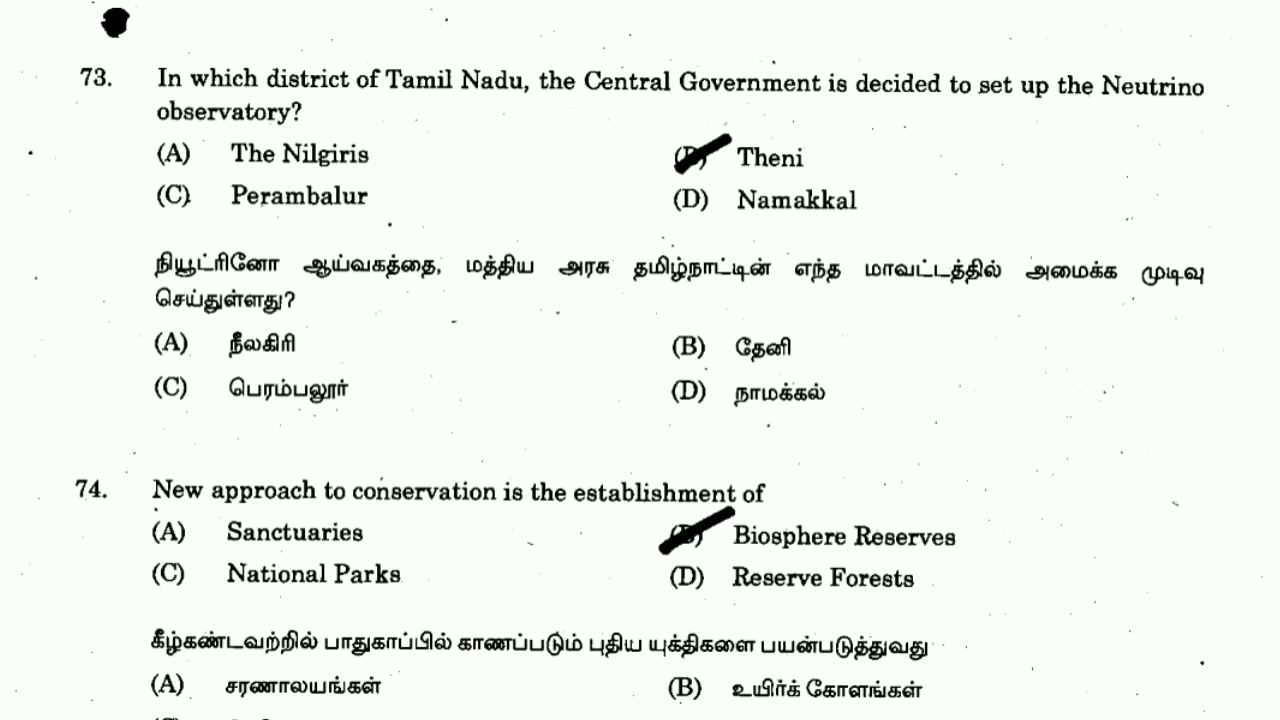 73. In which district of Tamil Nadu, the Central Government is decided to set up the Neutrino
observatory?
(A) The Nilgiris (B) Theni
(C) Perambalur (D) Namakkal
நியூட்ரினோ ஆய்வகத்தை, மத்திய அரசு தமிழ்நாட்டின் எந்த மாவட்டத்தில் அமைக்க முடிவு
செய்துள்ளது?
(A) நீலகிரி (B) தேனி
(C) பெரம்பலூர் (D) நாமக்கல்
74. New approach to conservation is the establishment of
(A) Sanctuaries (B) Biosphere Reserves
(C) National Parks (D) Reserve Forests
கீழ்கண்டவற்றில் பாதுகாப்பில் காணப்படும் புதிய யுக்திகளை பயன்படுத்துவது
(A) சரணாலயங்கள் (B) உயிர்க் கோளங்கள்